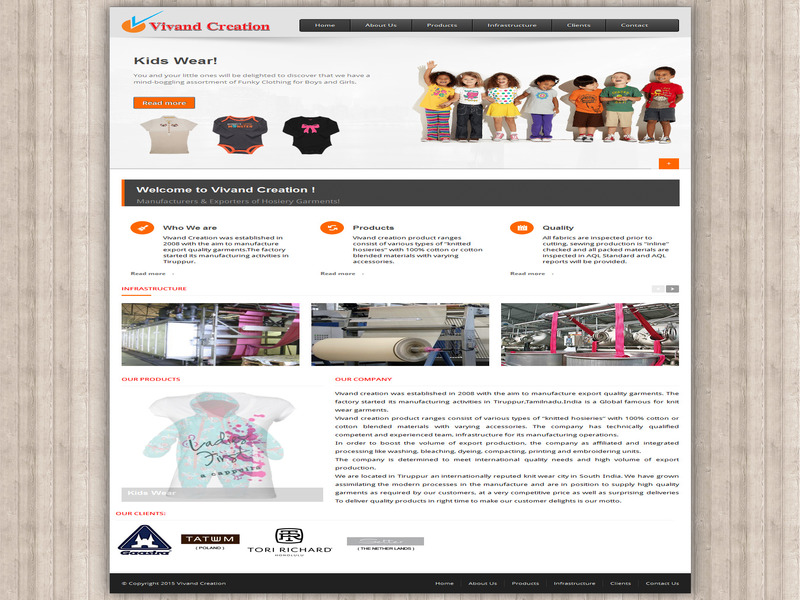 Vivand Creation
Home About Us Products Infrastructure Clients Contact
Kids Wear!
You and your little ones will be delighted to discover that we have a
mind-boggling assortment of Funky Clothing for Boys and Girls.
Read more
Welcome to Vivand Creation !
Manufacturers & Exporters of Hosiery Garments!
Who We are
Vivand Creation was established in
2008 with the aim to manufacture
export quality garments.The factory
started its manufacturing activities in
Tiruppur.
Read more
Products
Vivand creation product ranges
consist of various types of "knitted
hosieries" with 100% cotton or cotton
blended materials with varying
accessories.
Read more
Quality
All fabrics are inspected prior to
cutting, sewing production is "inline"
checked and all packed materials are
inspected in AQL Standard and AQL
reports will be provided.
Read more
INFRASTRUCTURE
OUR PRODUCTS
Ladies
First
a cappella
Kids Wear
OUR COMPANY
Vivand creation was established in 2008 with the aim to manufacture export quality garments. The
factory started its manufacturing activities in Tiruppur,Tamilnadu,India is a Global famous for knit
wear garments.
Vivand creation product ranges consist of various types of "knitted hosieries" with 100% cotton or
cotton blended materials with varying accessories. The company has technically qualified
competent and experienced team, infrastructure for its manufacturing operations.
In order to boost the volume of export production, the company as affiliated and integrated
processing like washing, bleaching, dyeing, compacting, printing and embroidering units.
The company is determined to meet international quality needs and high volume of export
production.
We are located in Tiruppur an internationally reputed knit wear city in South India. We have grown
assimilating the modern processes in the manufacture and are in position to supply high quality
garments as required by our customers, at a very competitive price as well as surprising deliveries
To deliver quality products in right time to make our customer delights is our motto.
OUR CLIENTS:
Gaastra
TATUUM
( POLAND )
TORI RICHARD
HONOLULU
( THE NETHER LANDS )
© Copyright 2015 Vivand Creation
Home About Us Products Infrastructure Clients Contact Us